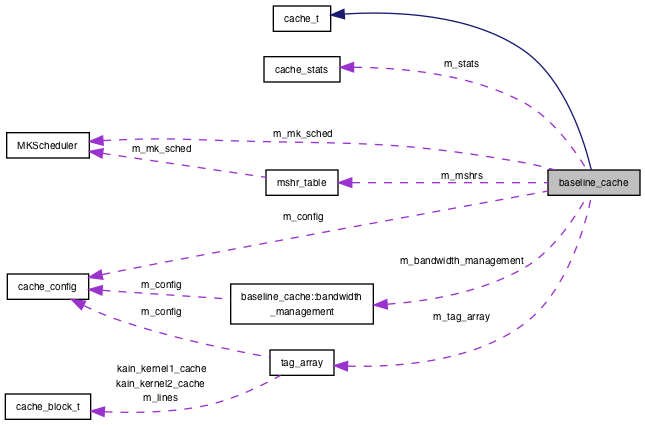 cache_t
cache_stats
m_stats
MKScheduler
m_mk_sched
m_mk_sched
mshr_table
m_mshrs
baseline_cache
m_config
m_bandwidth_management
cache_config
m_config
baseline_cache::bandwidth
_management
m_config
m_tag_array
tag_array
kain_kernel1_cache
kain_kernel2_cache
m_lines
cache_block_t